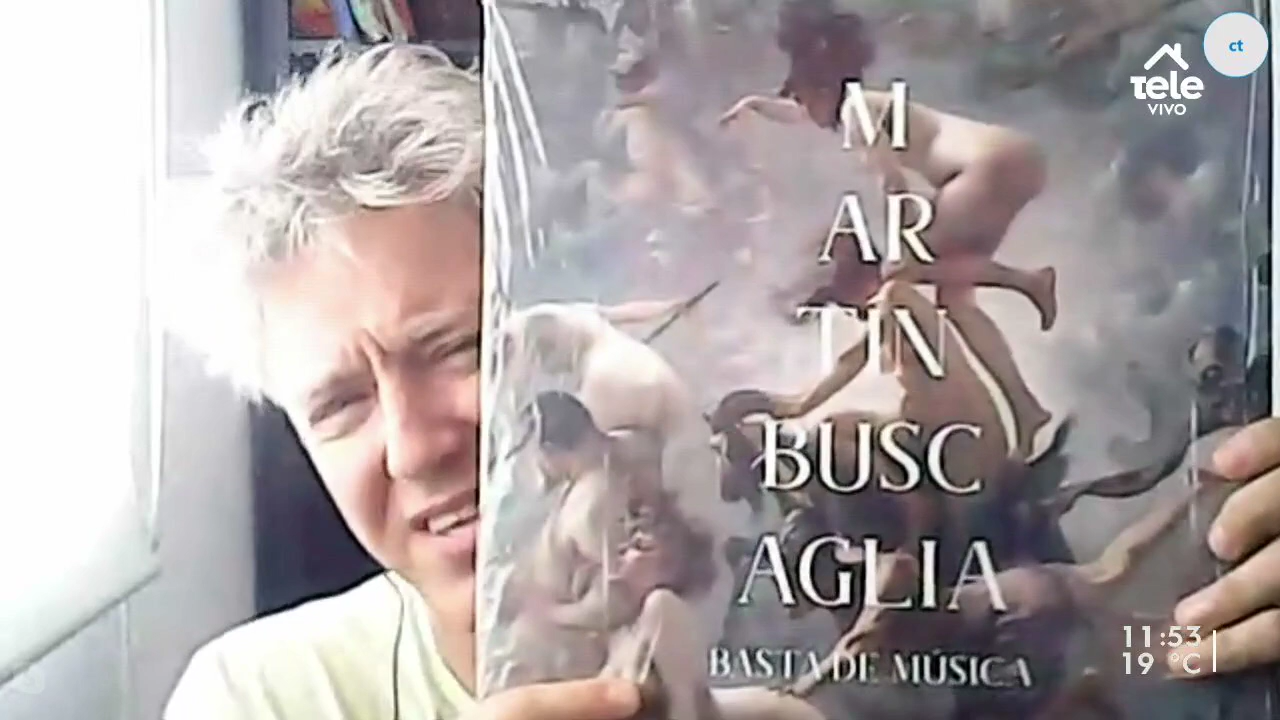 ct
tele
VIVO
M
AR
TIN
BUSC
AGLIA
BASTA DE MÚSICA
11:53
19 °C